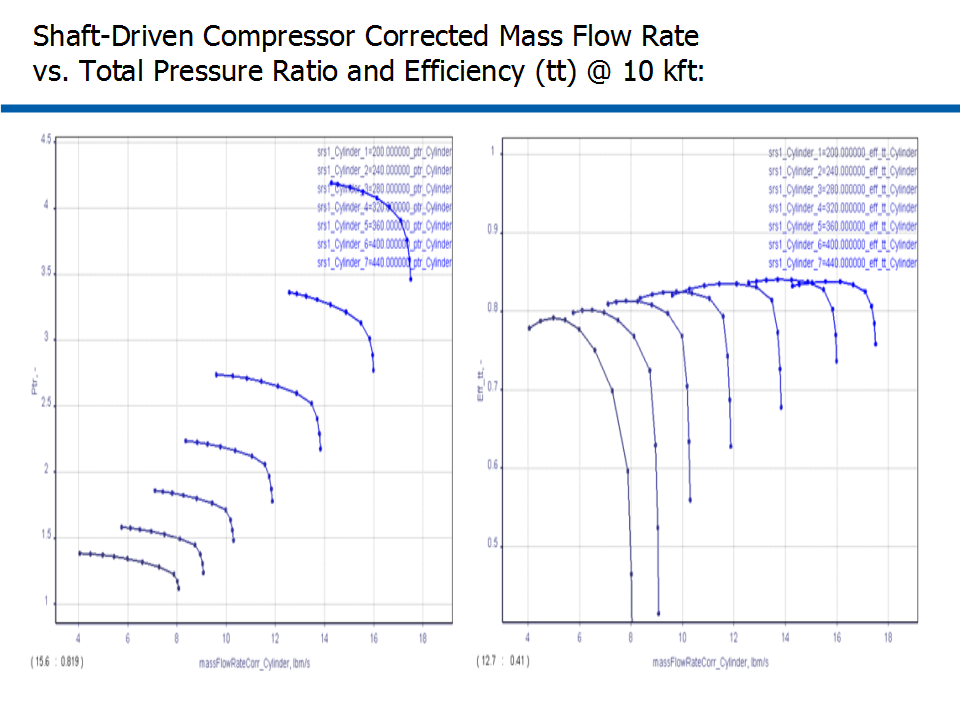 Shaft-Driven Compressor Corrected Mass Flow Rate
vs. Total Pressure Ratio and Efficiency (tt) @ 10 kft:
4.5
4
3.5
3
2.5
2
1.5
1
Ptr, -
srs1_Cylinder_1=200.000000_ptr_Cylinder
srs1_Cylinder_2=240.000000_ptr_Cylinder
srs1_Cylinder_3=280.000000_ptr_Cylinder
srs1_Cylinder_4=320.000000_ptr_Cylinder
srs1_Cylinder_5=360.000000_ptr_Cylinder
srs1_Cylinder_6=400.000000_ptr_Cylinder
srs1_Cylinder_7=440.000000_ptr_Cylinder
4 6 8 10 12 14 16 18
( 15.6 : 0.819 )
massFlowRateCorr_Cylinder, lbm/s
1
0.9
0.8
0.7
0.6
0.5
Eff_tt, -
srs1_Cylinder_1=200.000000_eff_tt_Cylinder
srs1_Cylinder_2=240.000000_eff_tt_Cylinder
srs1_Cylinder_3=280.000000_eff_tt_Cylinder
srs1_Cylinder_4=320.000000_eff_tt_Cylinder
srs1_Cylinder_5=360.000000_eff_tt_Cylinder
srs1_Cylinder_6=400.000000_eff_tt_Cylinder
srs1_Cylinder_7=440.000000_eff_tt_Cylinder
4 6 8 10 12 14 16 18
( 12.7 : 0.41 )
massFlowRateCorr_Cylinder, lbm/s